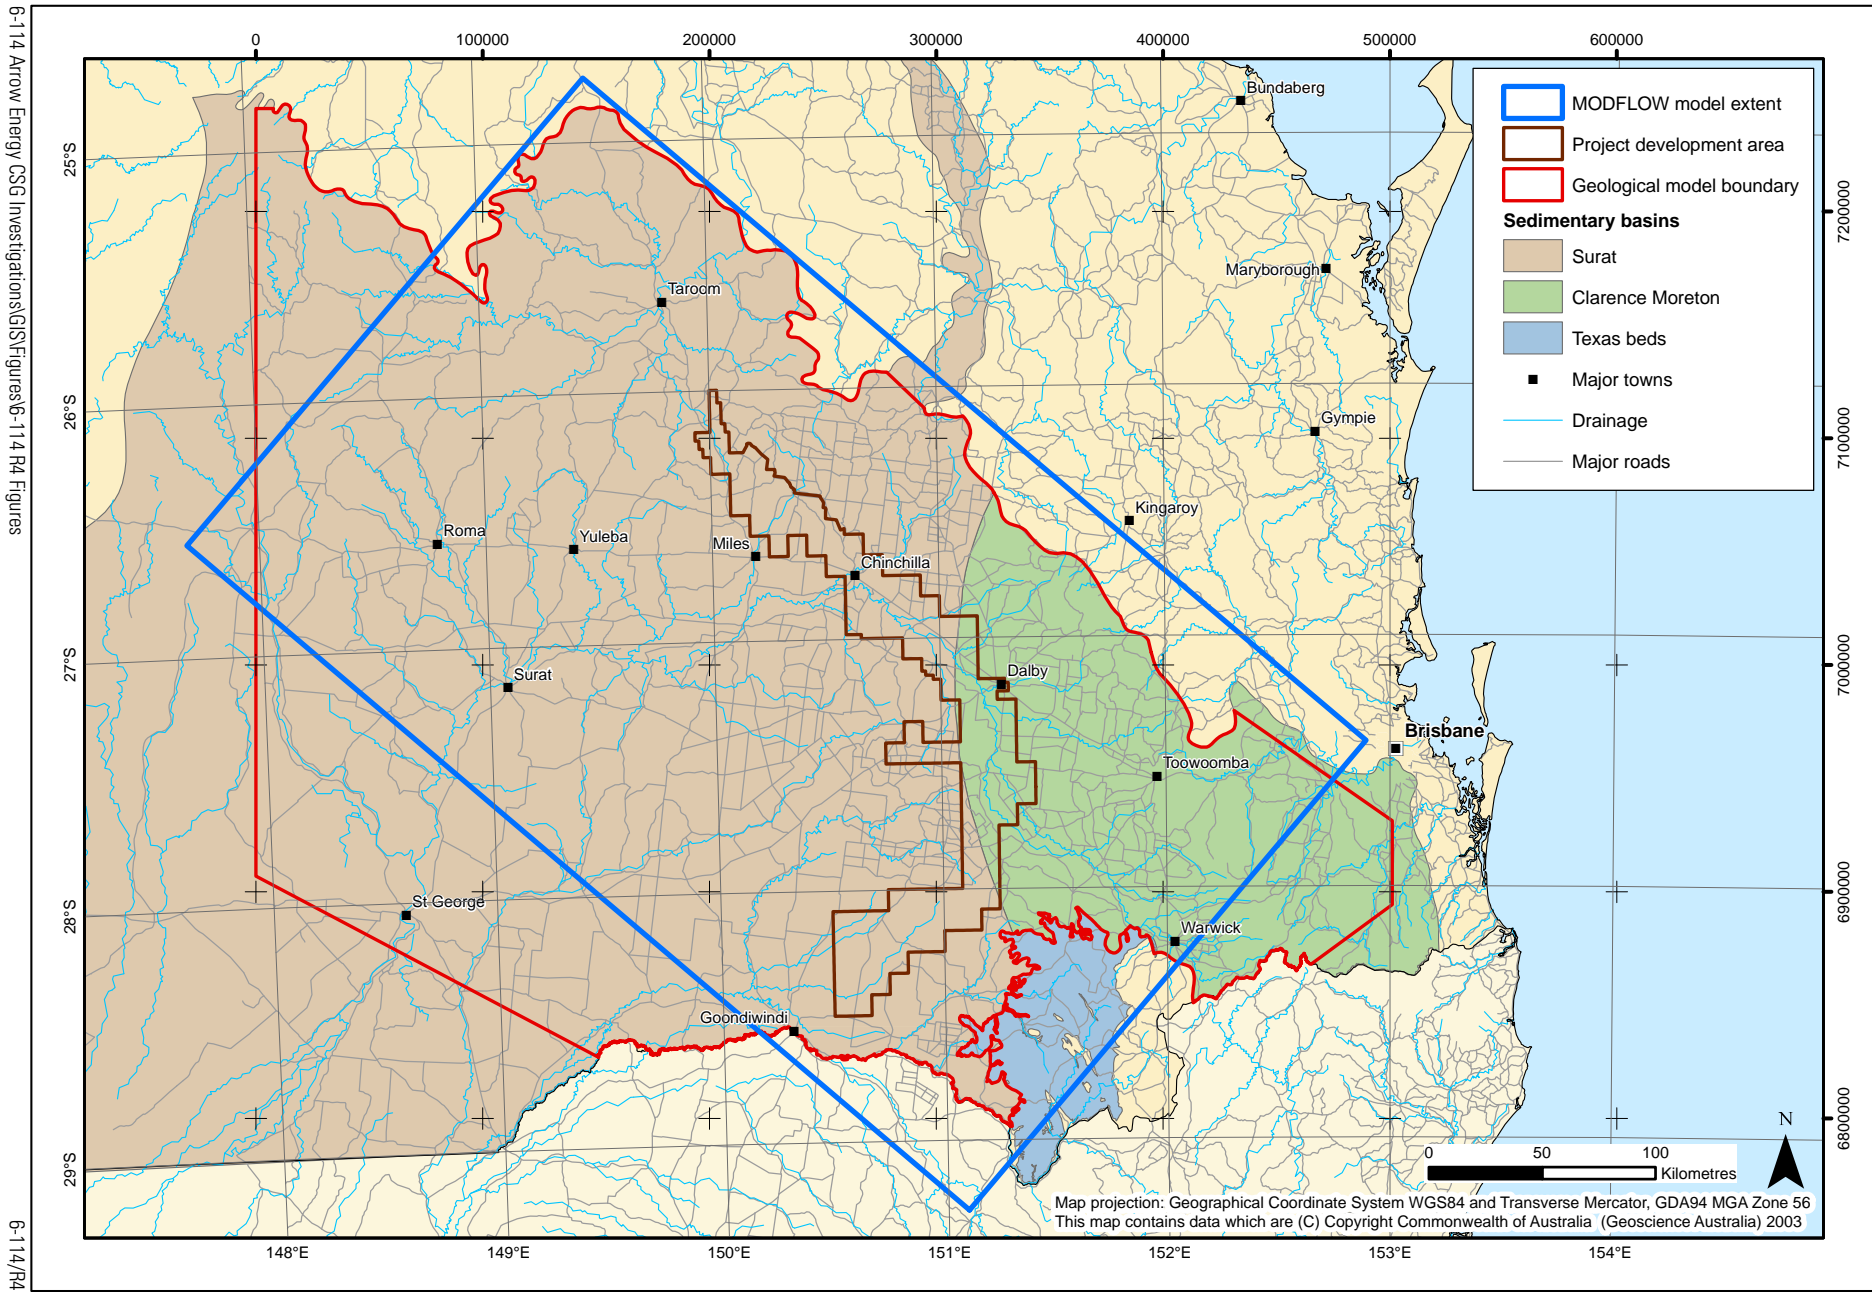 6-114 Arrow Energy CSG Investigations\GIS\Figures\6-114 R4 Figures
6-114/R4
0
100000
200000
300000
400000
500000
600000
25°S
26°S
27°S
28°S
29°S
7200000
7100000
7000000
6900000
6800000
148°E
149°E
150°E
151°E
152°E
153°E
154°E
MODFLOW model extent
Project development area
Geological model boundary
Sedimentary basins
Surat
Clarence Moreton
Texas beds
Major towns
Drainage
Major roads
Bundaberg
Maryborough
Taroom
Gympie
Kingaroy
Roma
Yuleba
Miles
Chinchilla
Surat
Dalby
Brisbane
Toowoomba
St George
Warwick
Goondiwindi
N
0 50 100
Kilometres
Map projection: Geographical Coordinate System WGS84 and Transverse Mercator, GDA94 MGA Zone 56
This map contains data which are (C) Copyright Commonwealth of Australia (Geoscience Australia) 2003